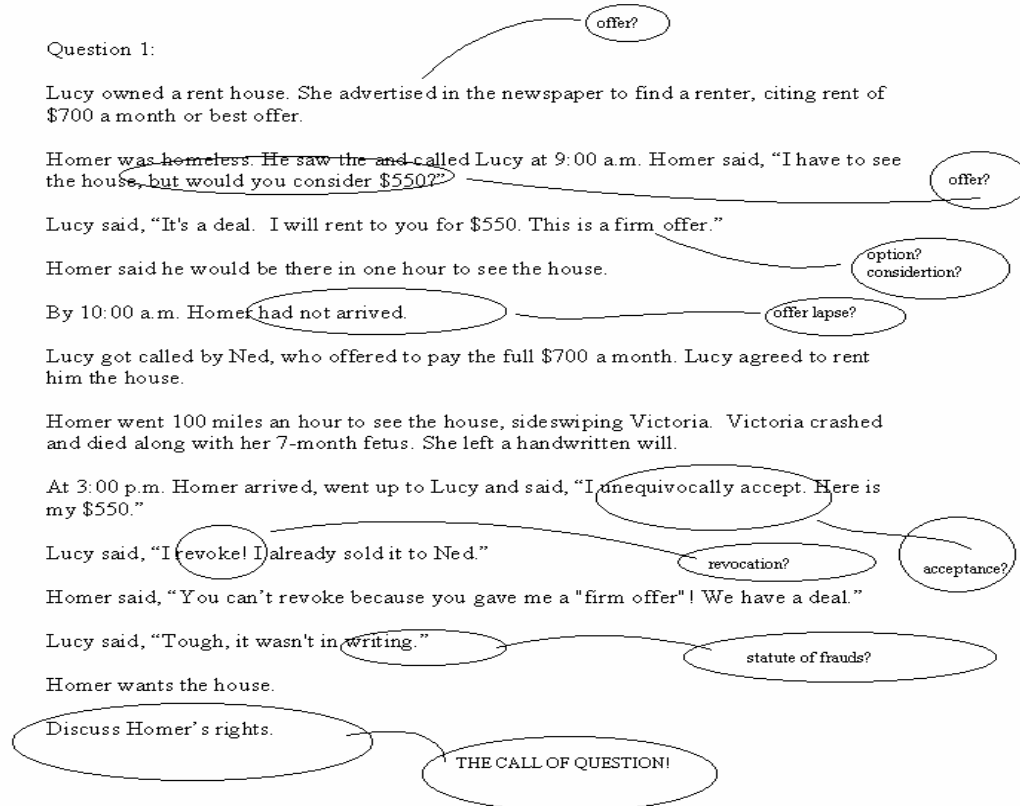 offer?
Question 1:
Lucy owned a rent house. She advertised in the newspaper to find a renter, citing rent of
$700 a month or best offer.
Homer was homeless. He saw the and called Lucy at 9:00 a.m. Homer said, “I have to see
the house, but would you consider $550?”
offer?
Lucy said, “It's a deal.  I will rent to you for $550. This is a firm offer.”
option?
considertion?
Homer said he would be there in one hour to see the house.
By 10:00 a.m. Homer had not arrived.
offer lapse?
Lucy got called by Ned, who offered to pay the full $700 a month. Lucy agreed to rent
him the house.
Homer went 100 miles an hour to see the house, sideswiping Victoria.  Victoria crashed
and died along with her 7-month fetus. She left a handwritten will.
At 3:00 p.m. Homer arrived, went up to Lucy and said, “I unequivocally accept. Here is
my $550.”
Lucy said, “I revoke! I already sold it to Ned.”
revocation?
acceptance?
Homer said, “You can’t revoke because you gave me a "firm offer"! We have a deal.”
Lucy said, “Tough, it wasn't in writing.”
statute of frauds?
Homer wants the house.
Discuss Homer’s rights.
THE CALL OF QUESTION!